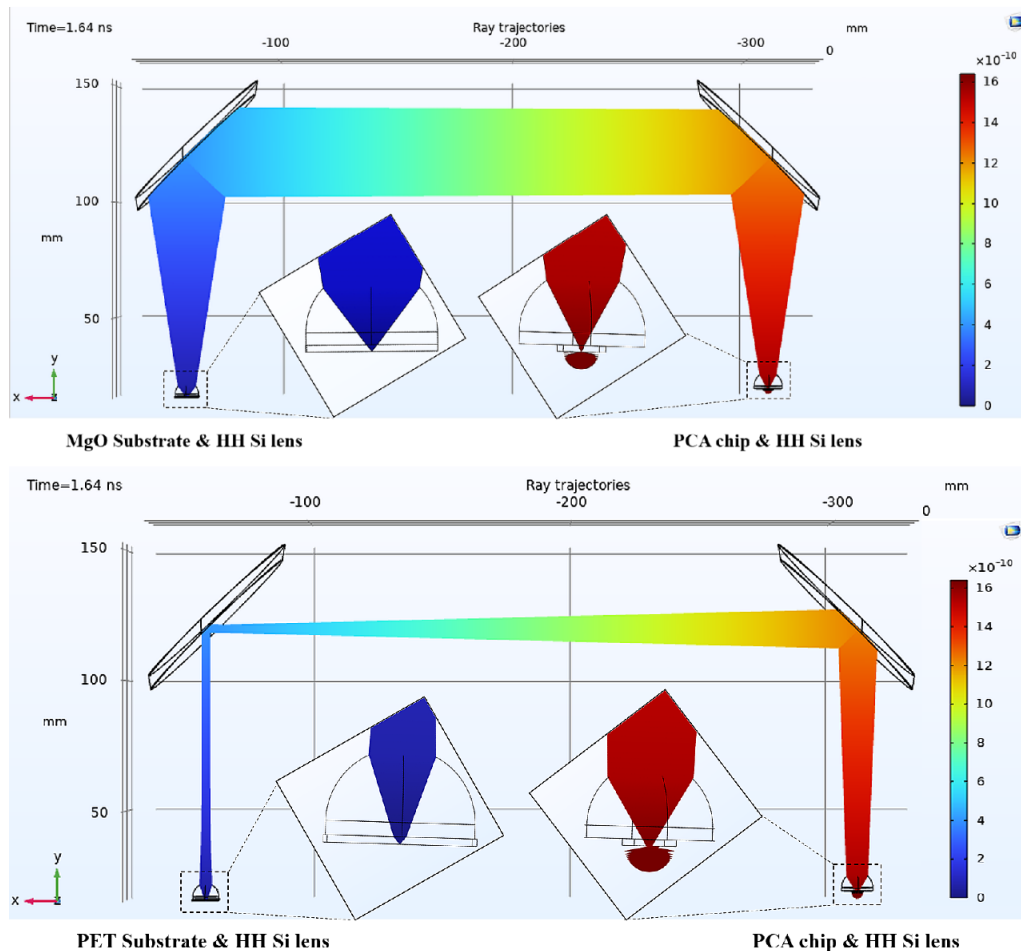 Time=1.64 ns
Ray trajectories
mm
-100
-200
-300
0
×10⁻¹⁰
150
16
14
12
100
10
mm
8
50
6
4
y
2
x
0
MgO Substrate & HH Si lens
PCA chip & HH Si lens
Time=1.64 ns
Ray trajectories
mm
-100
-200
-300
0
150
×10⁻¹⁰
16
14
100
12
mm
10
8
50
6
4
y
2
x
0
PET Substrate & HH Si lens
PCA chip & HH Si lens